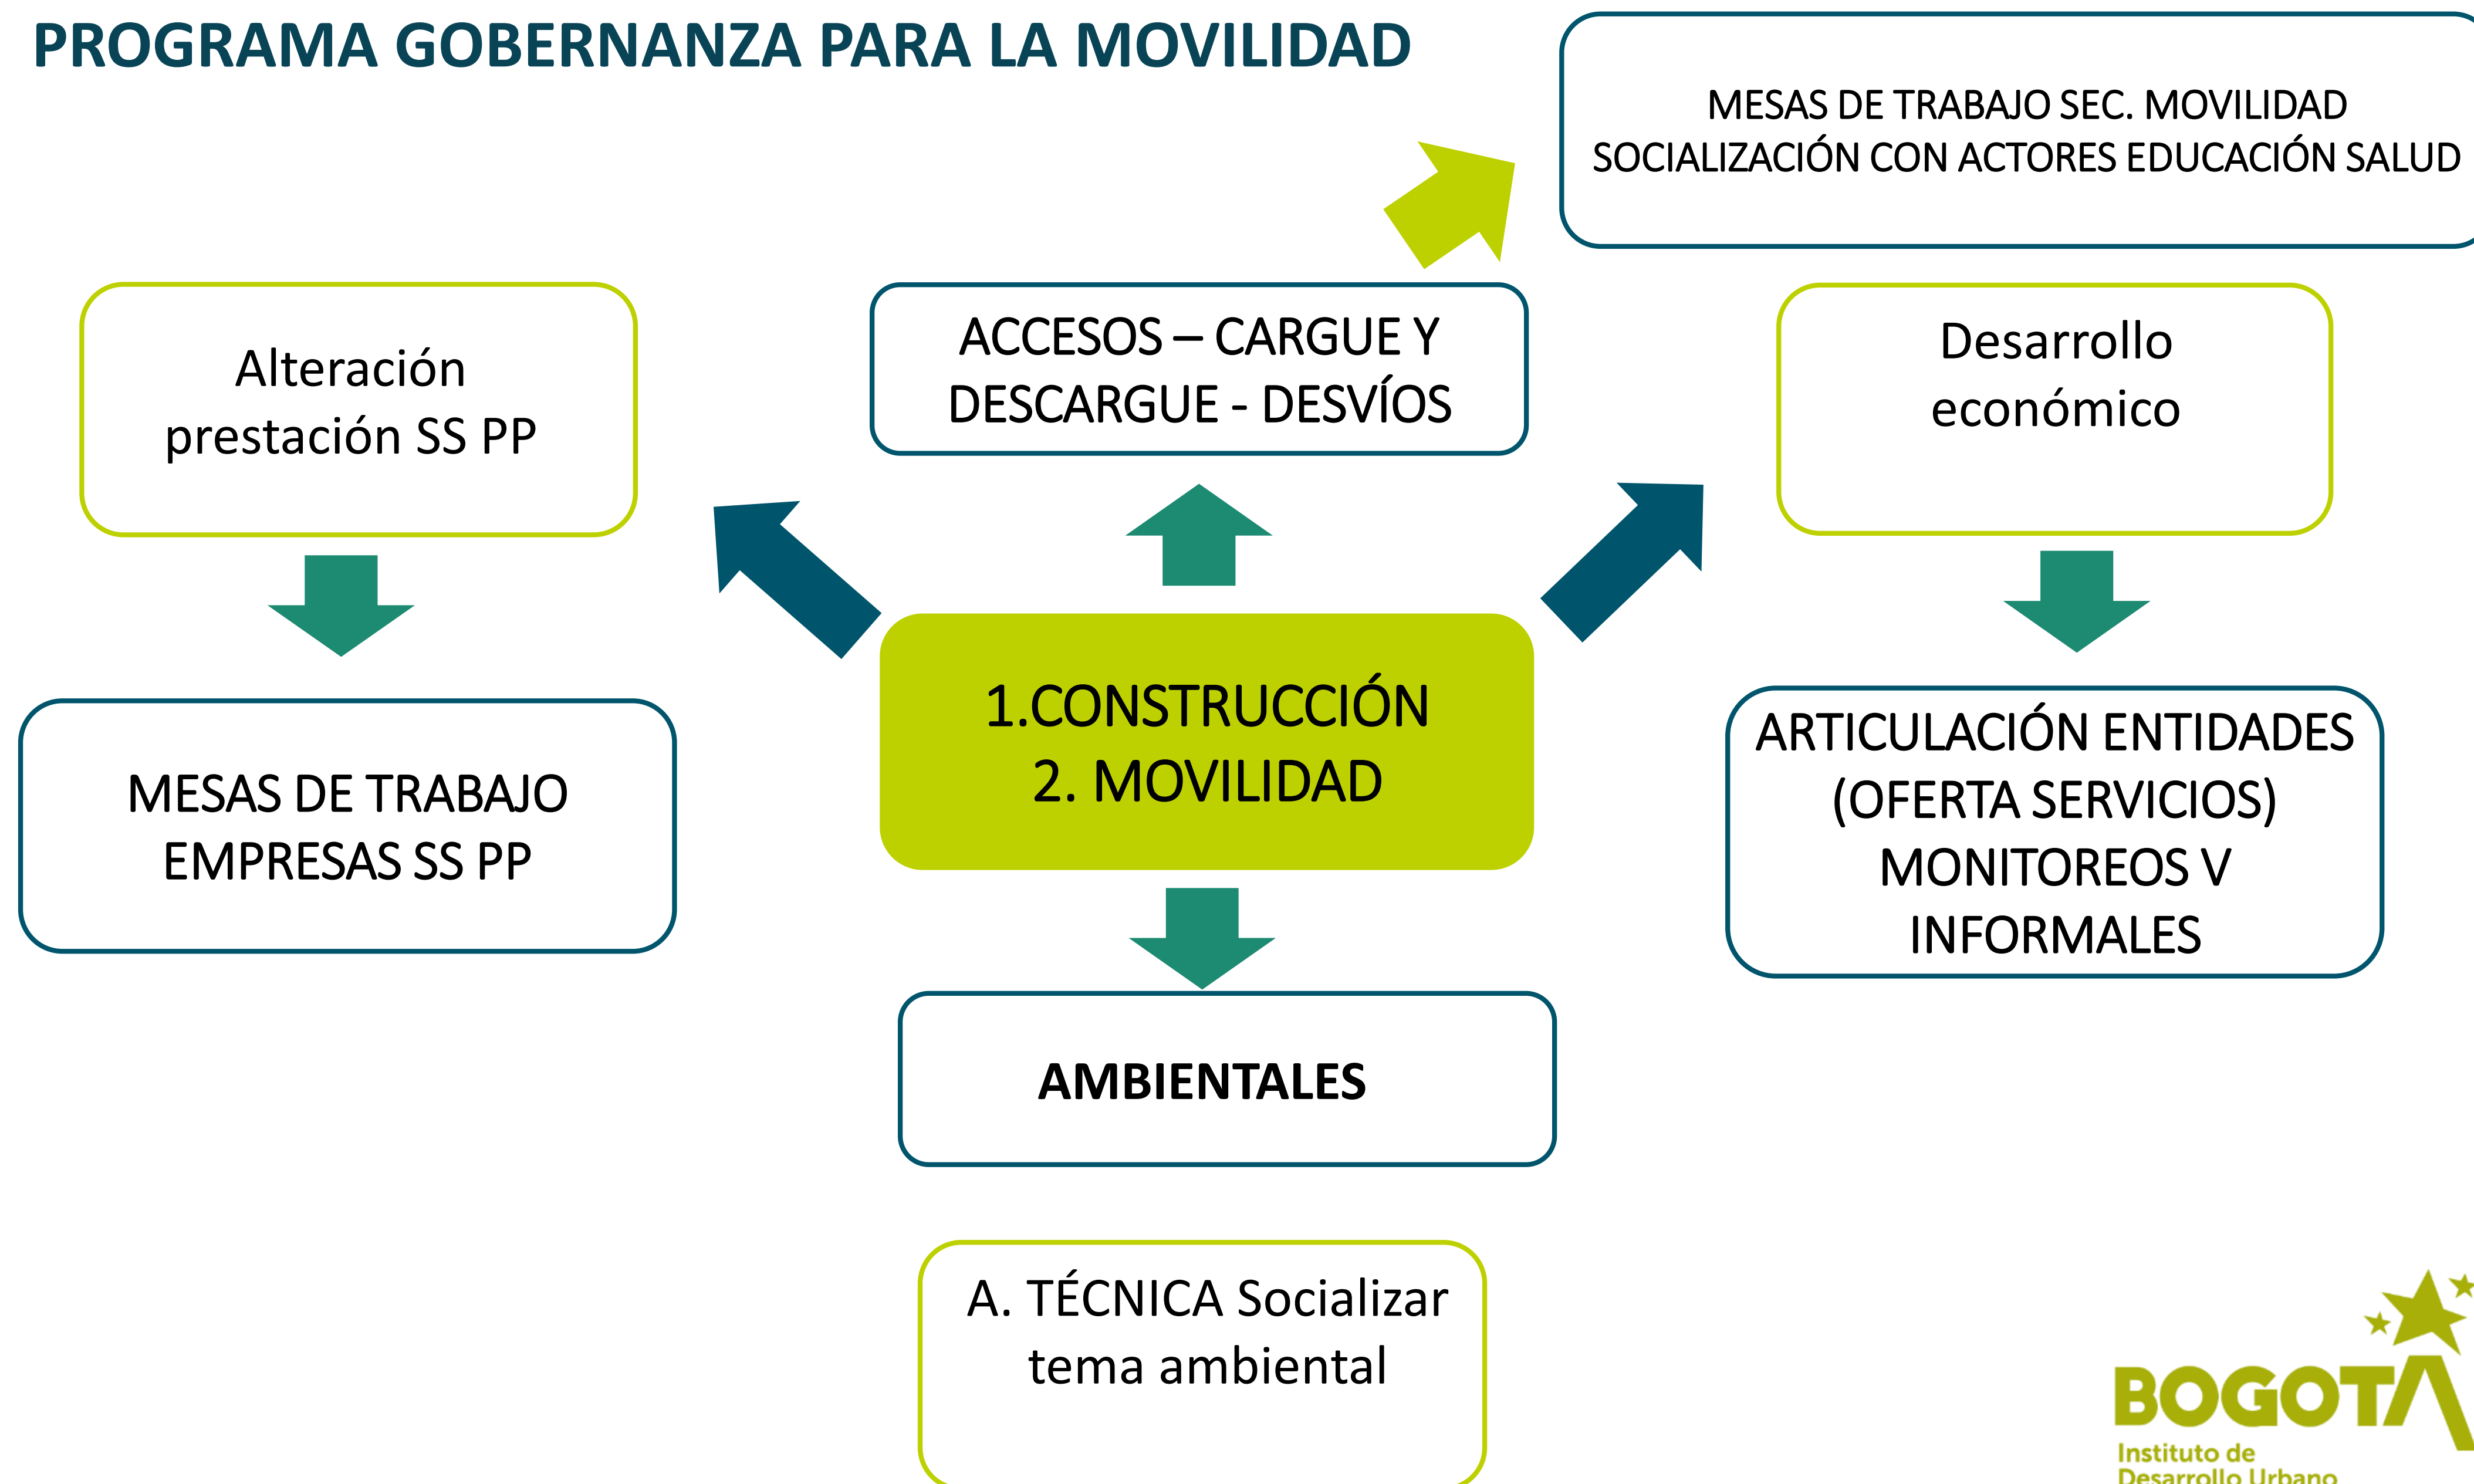 PROGRAMA GOBERNANZA PARA LA MOVILIDAD
MESAS DE TRABAJO SEC. MOVILIDAD
SOCIALIZACIÓN CON ACTORES EDUCACIÓN SALUD
Alteración
prestación SS PP
ACCESOS – CARGUE Y
DESCARGUE - DESVÍOS
Desarrollo
económico
1.CONSTRUCCIÓN
2. MOVILIDAD
MESAS DE TRABAJO
EMPRESAS SS PP
ARTICULACIÓN ENTIDADES
(OFERTA SERVICIOS)
MONITOREOS V
INFORMALES
AMBIENTALES
A. TÉCNICA Socializar
tema ambiental
BOGOTÁ
Instituto de
Desarrollo Urbano